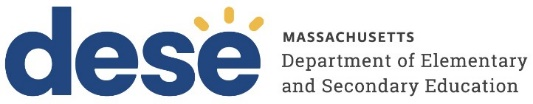 dese
MASSACHUSETTS
Department of Elementary
and Secondary Education